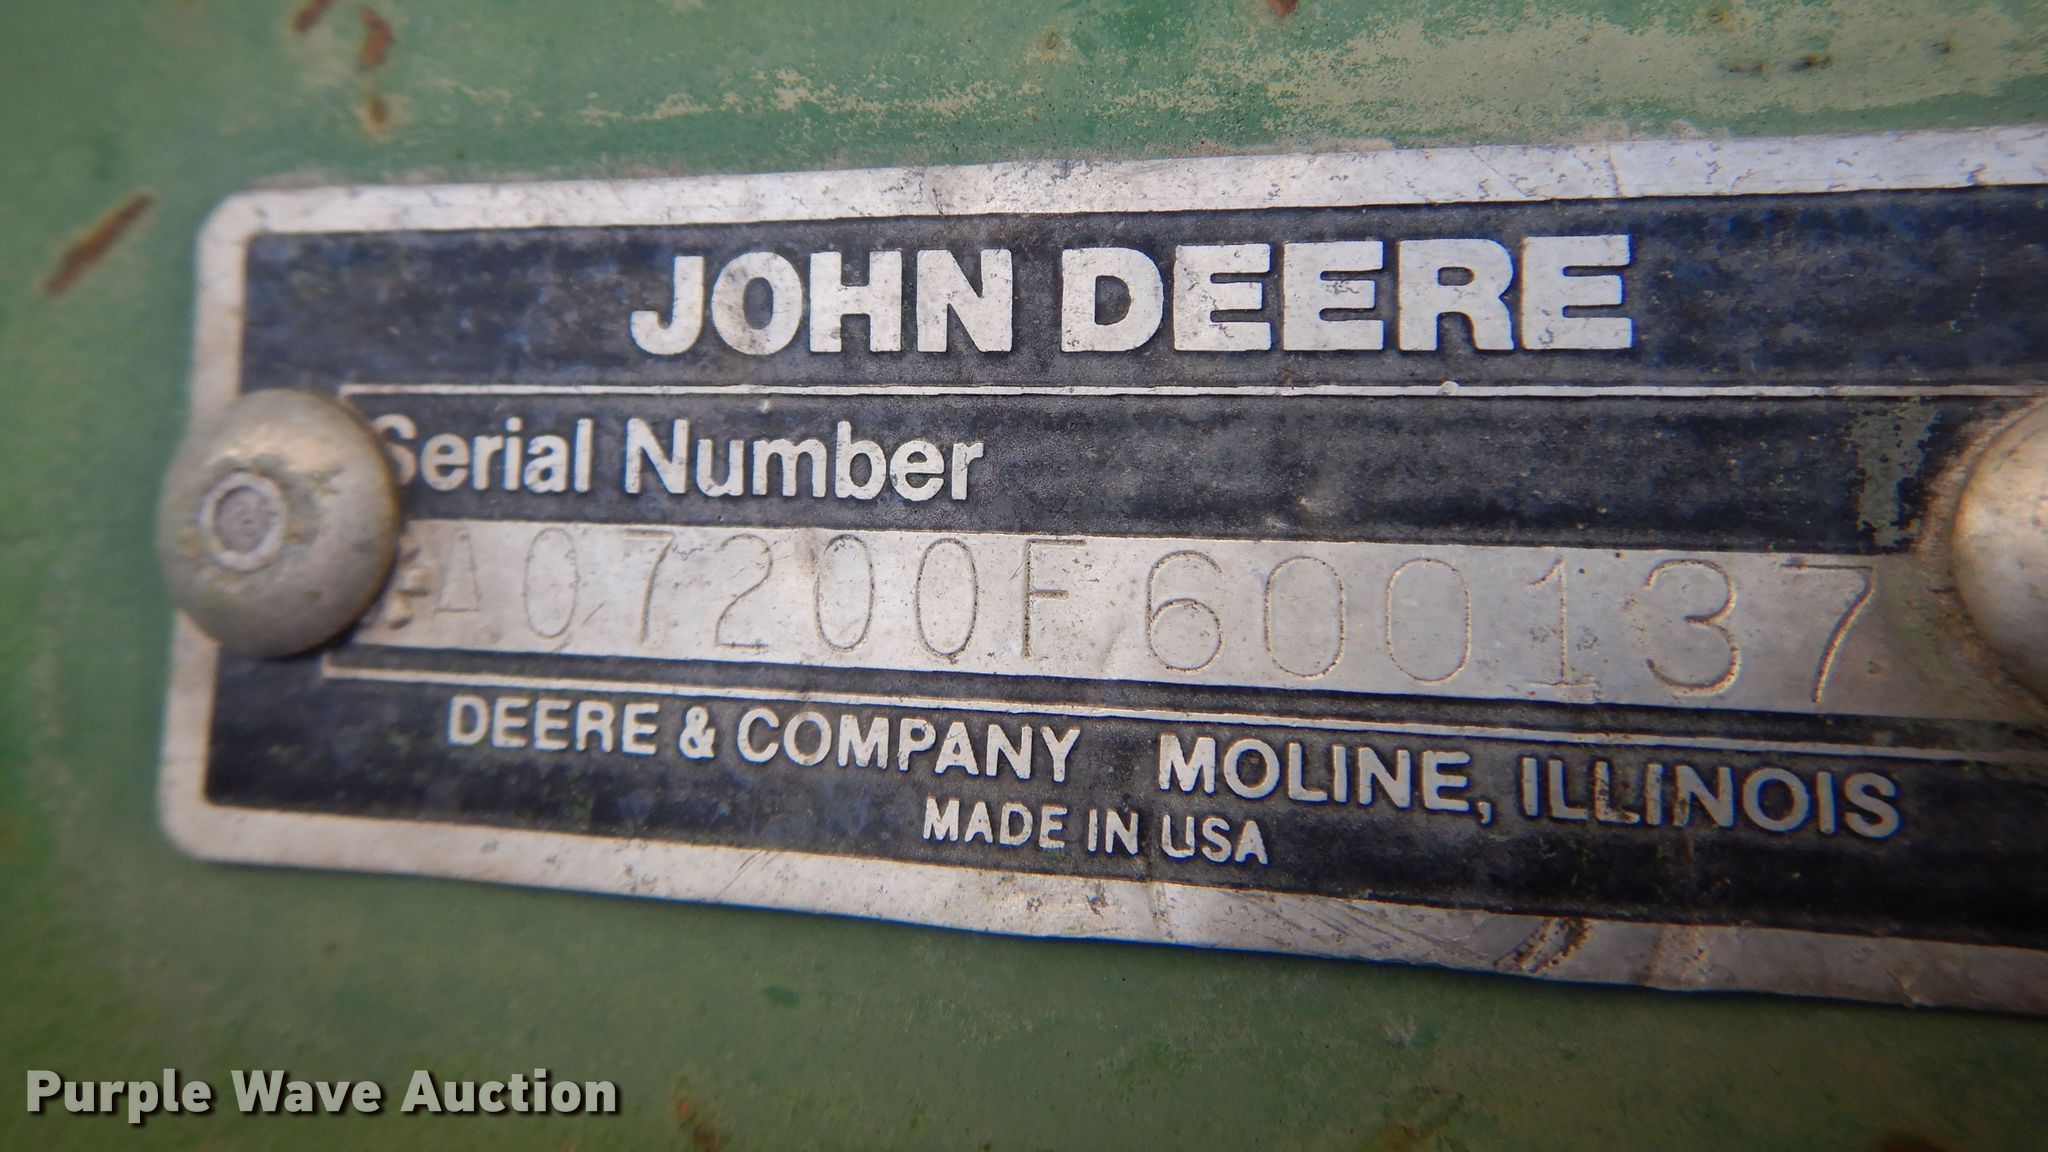 JOHN DEERE
Serial Number
A07200F600137
DEERE & COMPANY MOLINE, ILLINOIS
MADE IN USA
Purple Wave Auction